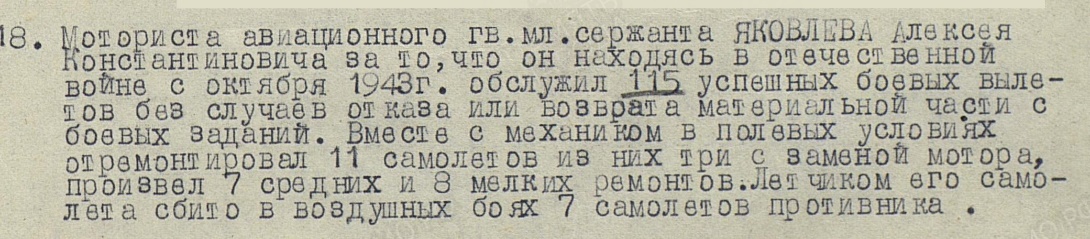 18. Моториста авиационного гв.мл.сержанта ЯКОВЛЕВА Алексея
Константиновича за то,что он находясь в отечественной
войне с октября 1943г. обслужил 115 успешных боевых выле-
тов без случаев отказа или возврата материальной части с
боевых заданий. Вместе с механиком в полевых условиях
отремонтировал 11 самолетов из них три с заменой мотора,
произвел 7 средних и 8 мелких ремонтов.Летчиком его само-
лета сбито в воздушных боях 7 самолетов противника .